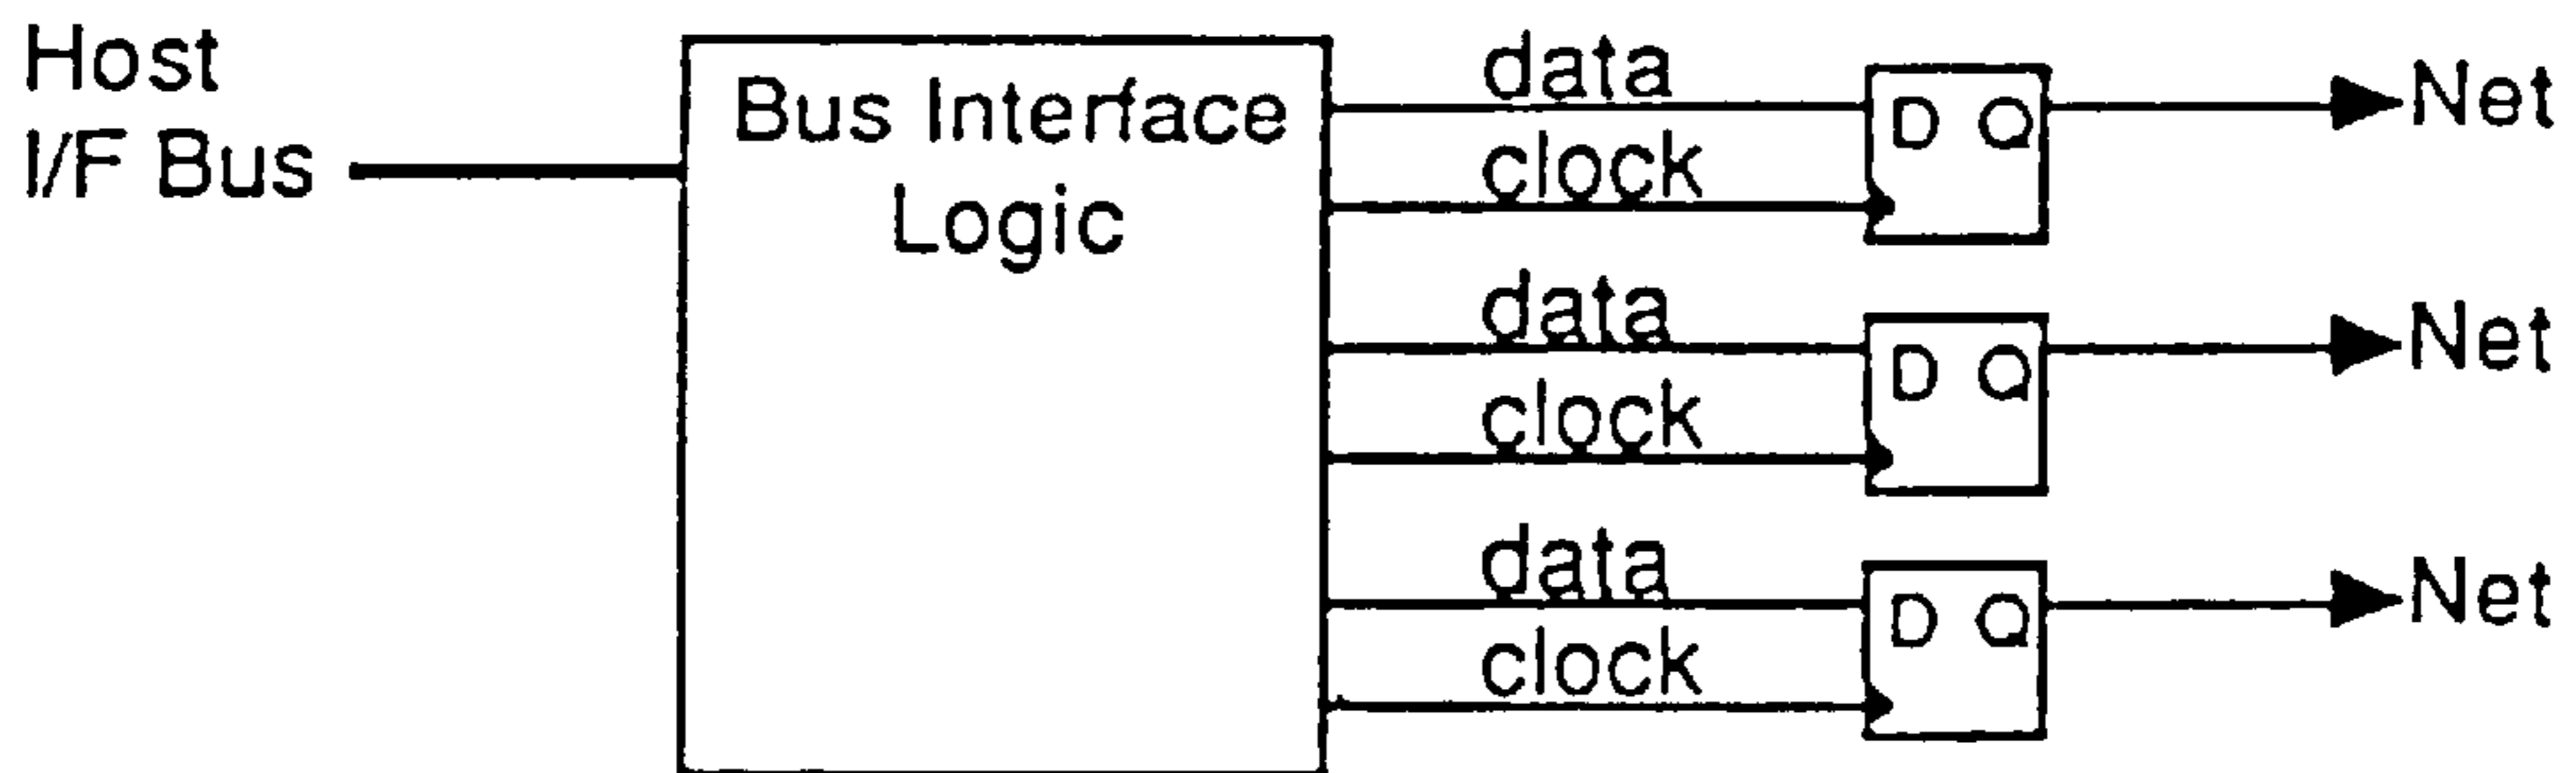 Host
I/F Bus
Bus Interface
Logic
data
clock
D Q
Net
data
clock
D Q
Net
data
clock
D Q
Net